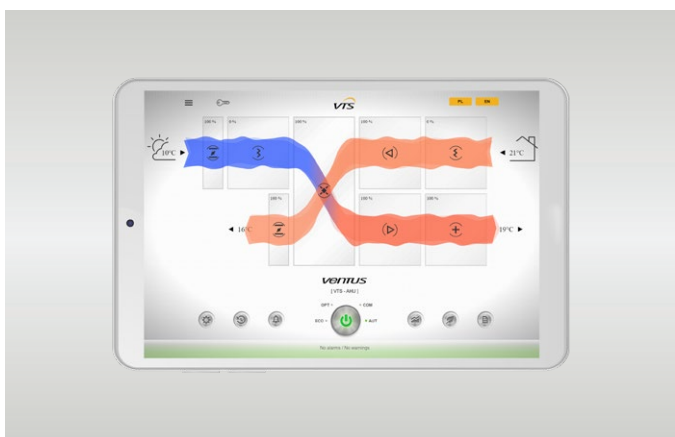 VTS
PL EN
100 % 0 % 100 % 100 % 0 %
10°C
21°C
100 % 100 % 100 %
16°C
19°C
VENTUS
[ VTS - AHU ]
OPT COM
ECO AUT
No alarms / No warnings